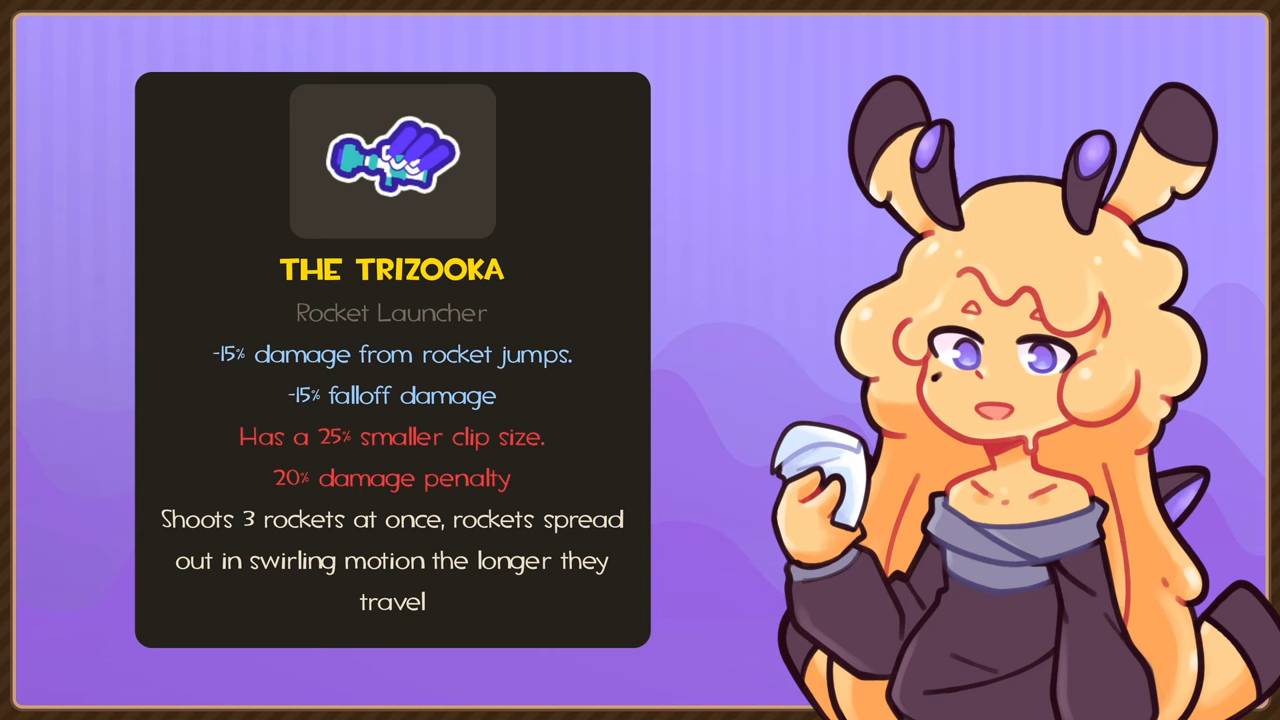 THE TRIZOOKA
Rocket Launcher
-15% damage from rocket jumps.
-15% falloff damage
Has a 25% smaller clip size.
20% damage penalty
Shoots 3 rockets at once, rockets spread
out in swirling motion the longer they
travel